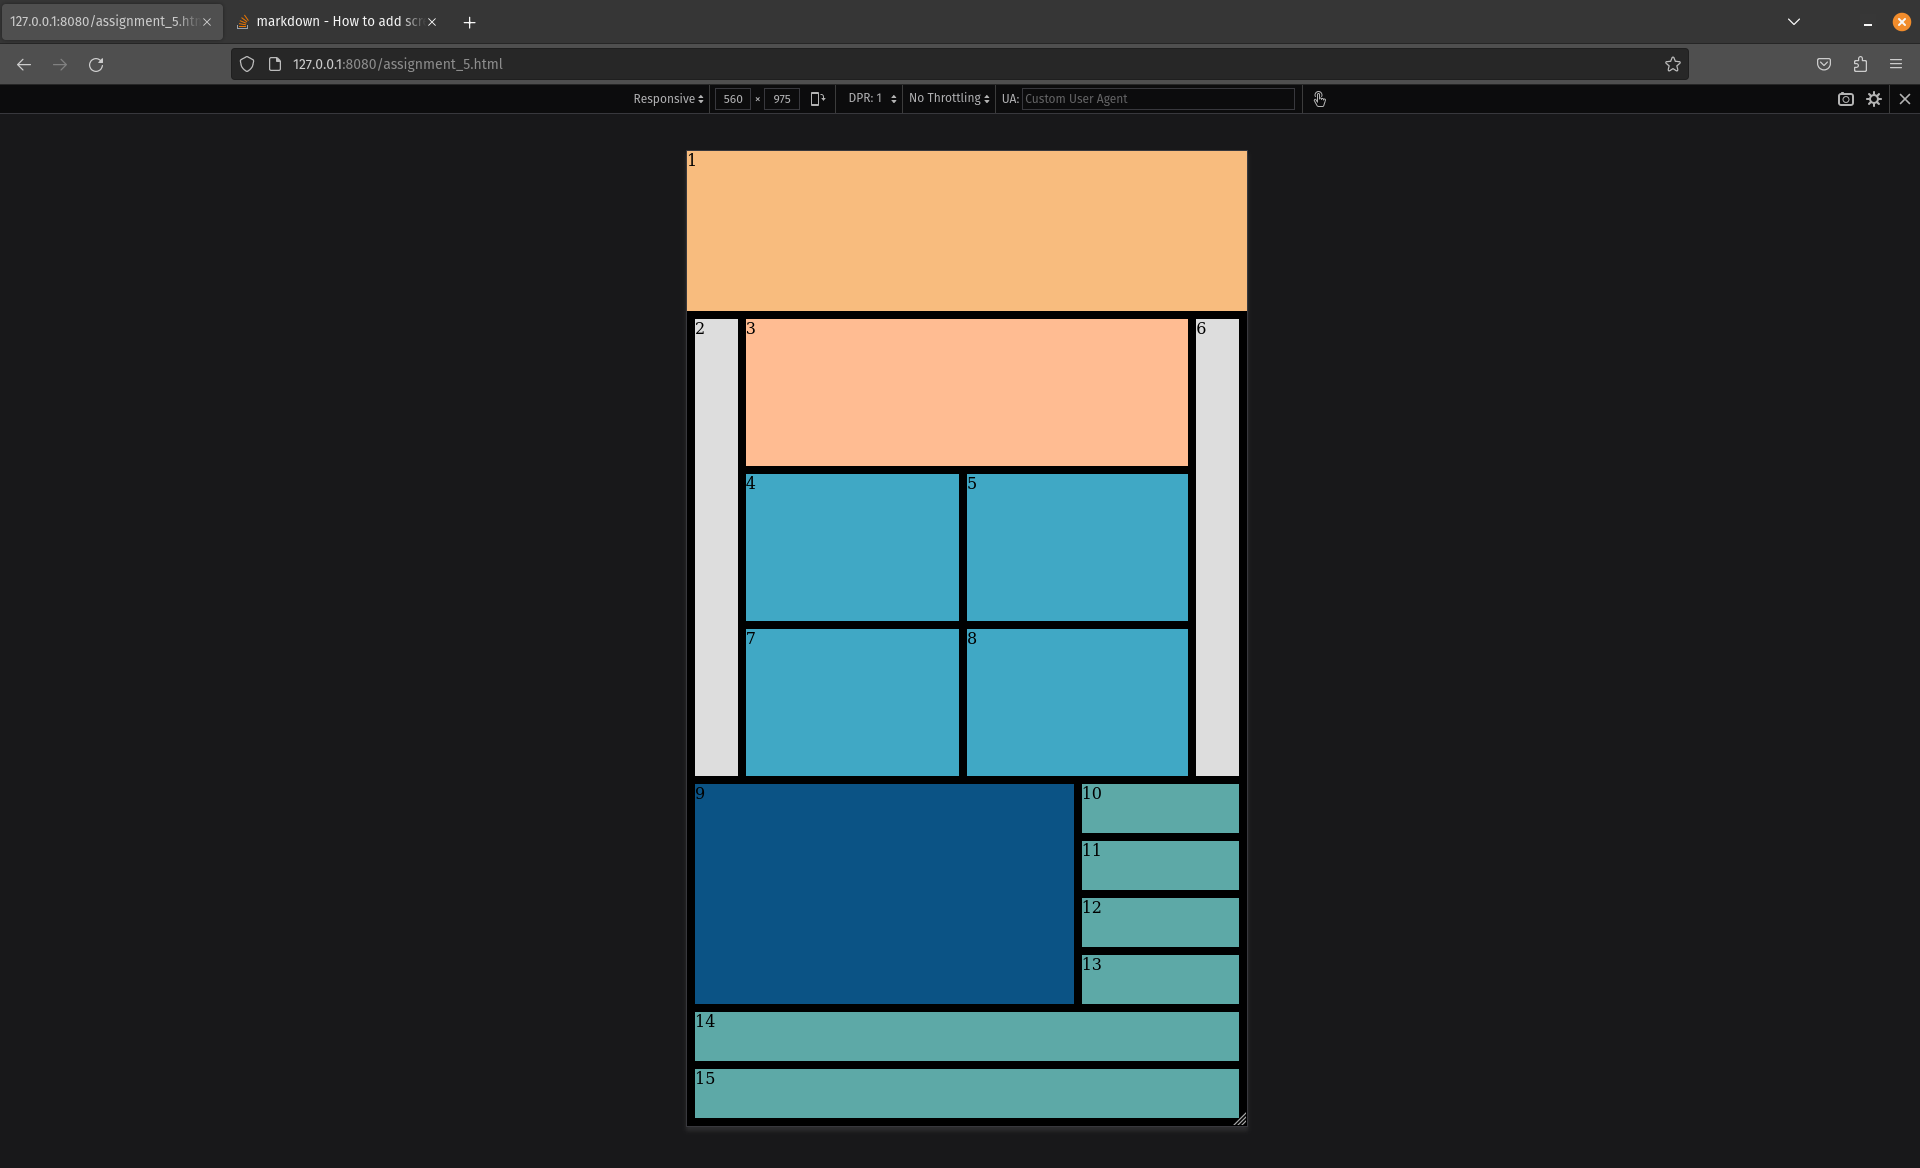 127.0.0.1:8080/assignment_5.htm
markdown - How to add scre
127.0.0.1:8080/assignment_5.html
Responsive 560 × 975 DPR: 1 No Throttling UA: Custom User Agent
1
2 3 6
4 5
7 8
9 10
11
12
13
14
15